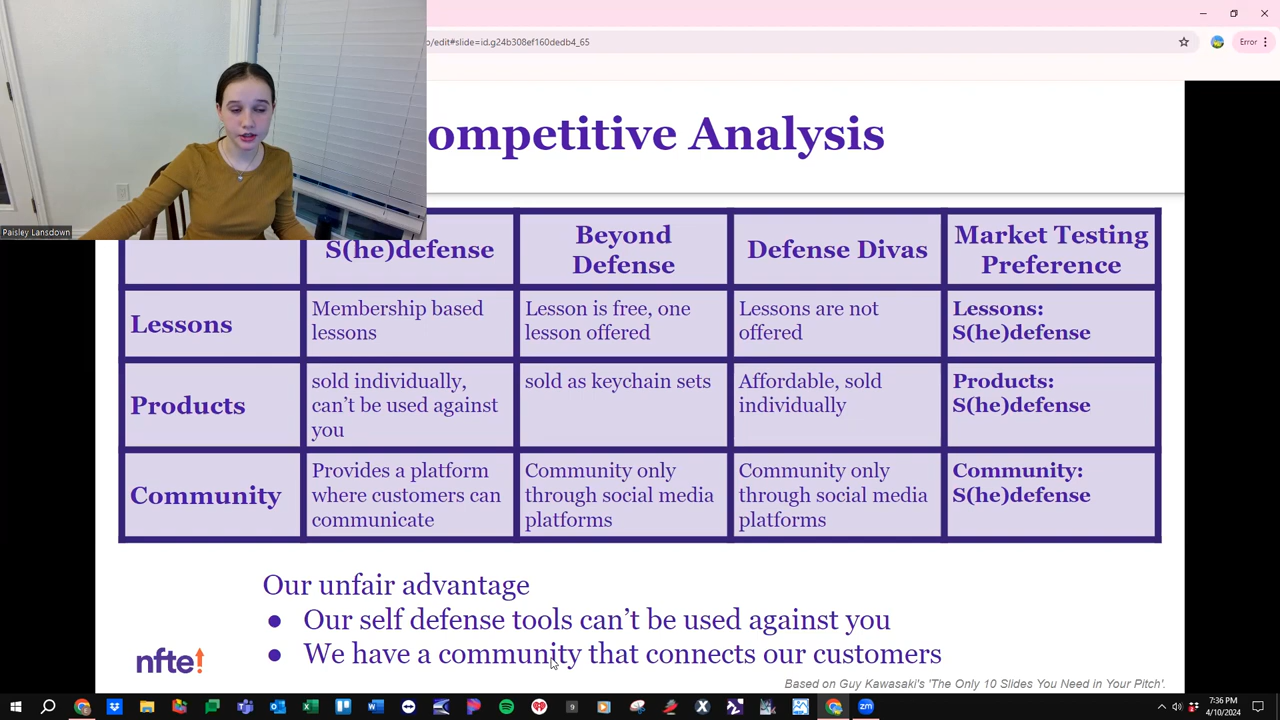 p/edit#slide=id.g24b308ef160dedb4_65
Error
ompetitive Analysis
Paisley Lansdown
S(he)defense
Beyond
Defense
Defense Divas
Market Testing
Preference
Lessons
Membership based
lessons
Lesson is free, one
lesson offered
Lessons are not
offered
Lessons:
S(he)defense
Products
sold individually,
can't be used against
you
sold as keychain sets
Affordable, sold
individually
Products:
S(he)defense
Community
Provides a platform
where customers can
communicate
Community only
through social media
platforms
Community only
through social media
platforms
Community:
S(he)defense
Our unfair advantage
● Our self defense tools can't be used against you
● We have a community that connects our customers
nfte!
Based on Guy Kawasaki's 'The Only 10 Slides You Need in Your Pitch'.
7:36 PM
4/10/2024